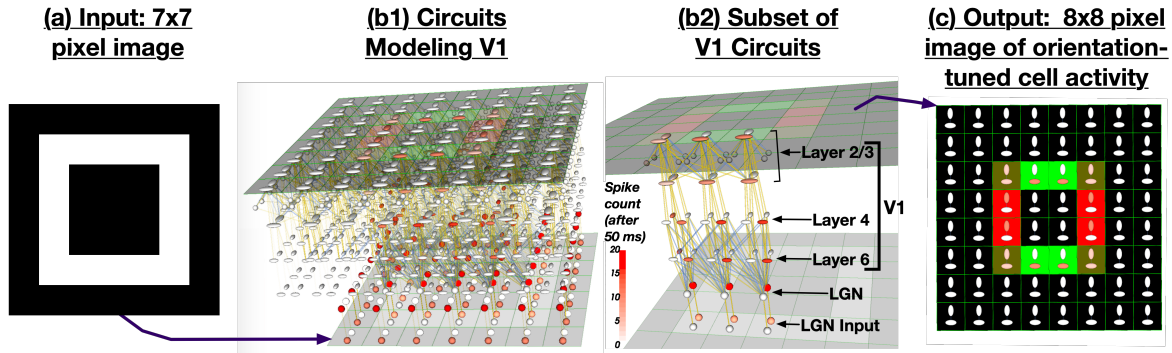 (a) Input: 7x7
pixel image
(b1) Circuits
Modeling V1
(b2) Subset of
V1 Circuits
(c) Output: 8x8 pixel
image of orientation-
tuned cell activity
Layer 2/3
Spike
count
(after
50 ms)
20
15
10
5
0
V1
Layer 4
Layer 6
LGN
LGN Input